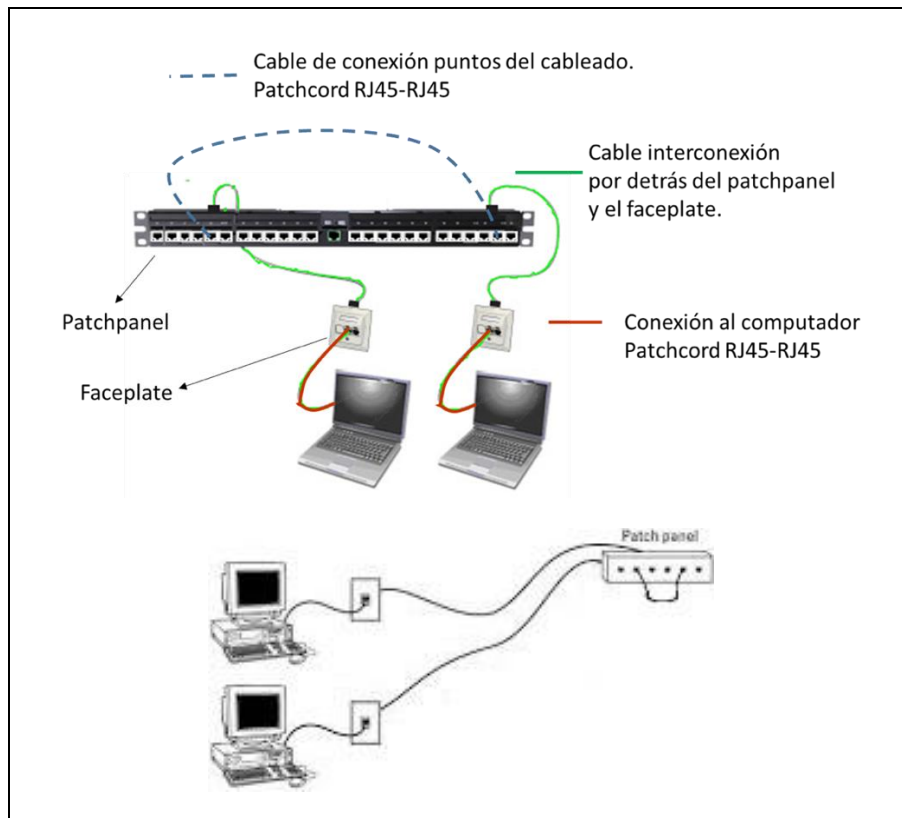 Cable de conexión puntos del cableado.
Patchcord RJ45-RJ45
Cable interconexión
por detrás del patchpanel
y el faceplate.
Patchpanel
Conexión al computador
Patchcord RJ45-RJ45
Faceplate
Patch panel